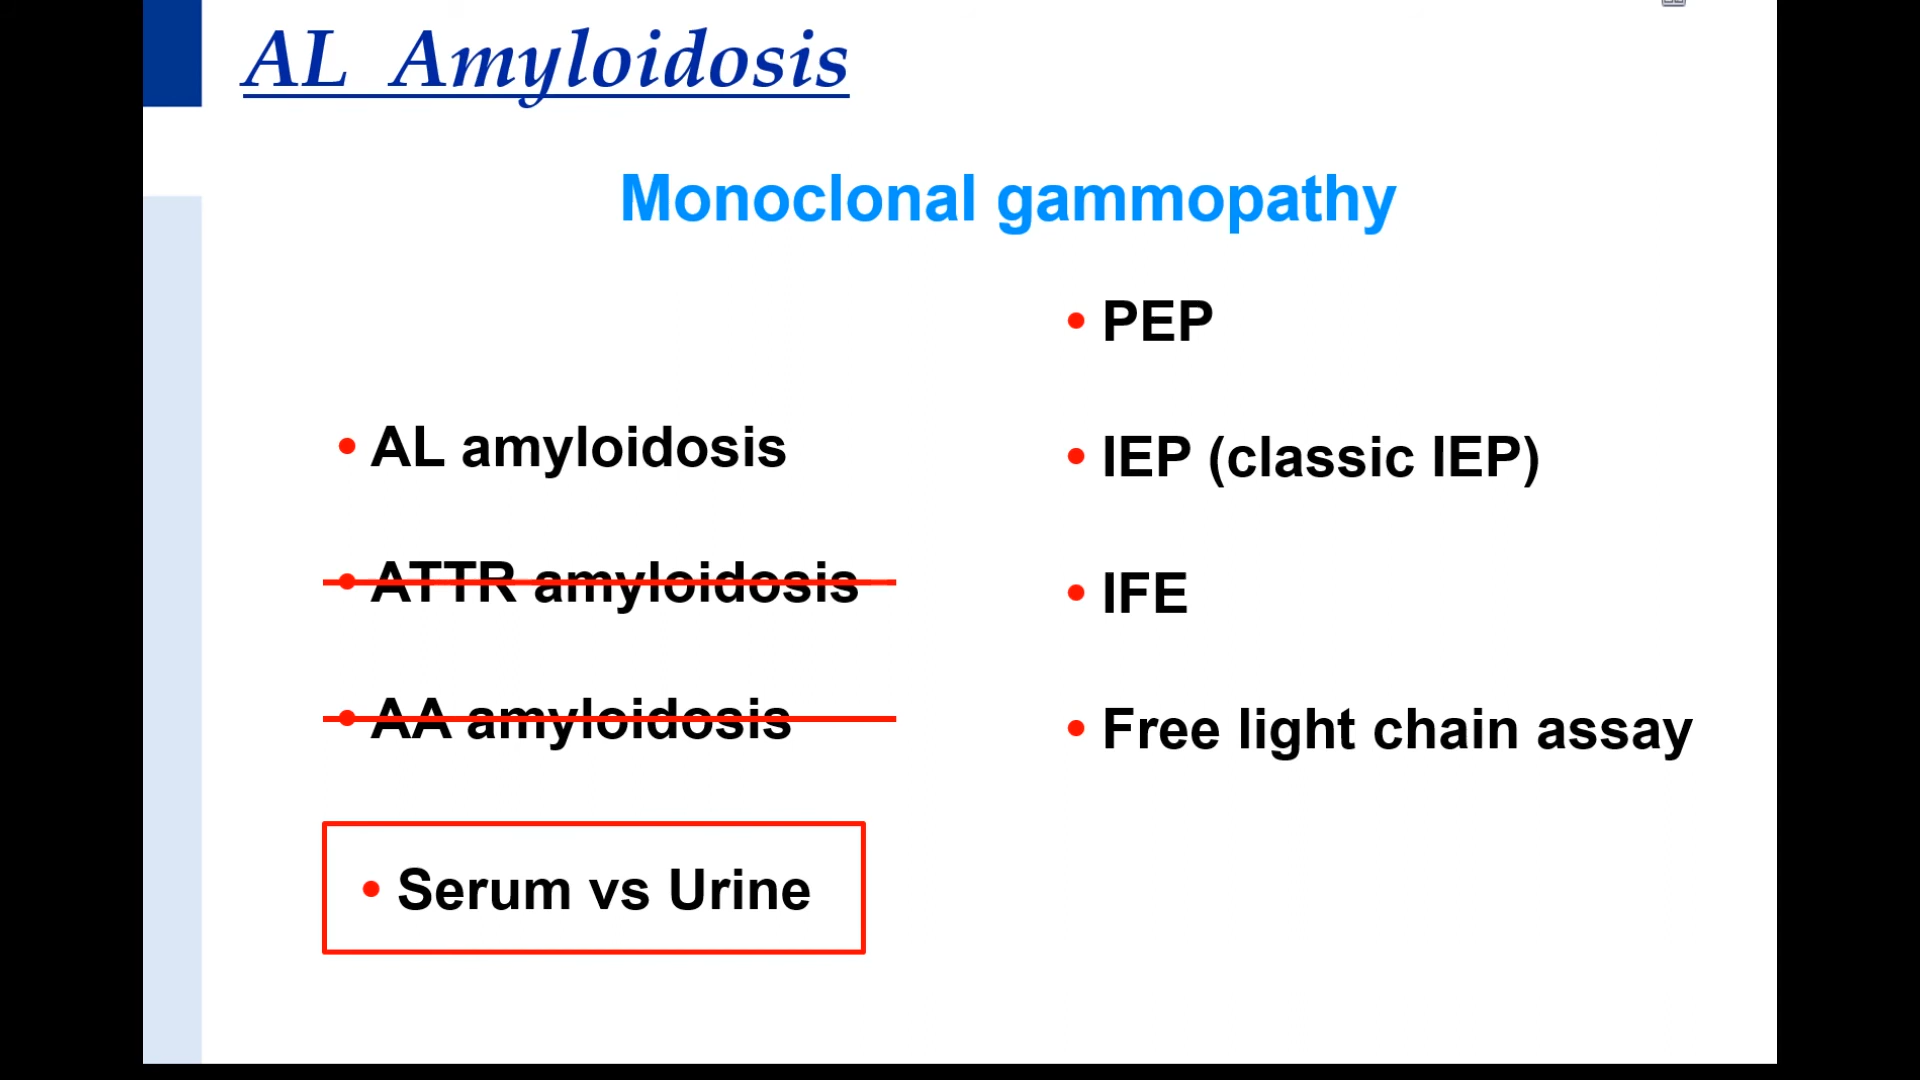 AL Amyloidosis
Monoclonal gammopathy
• AL amyloidosis
• ATTR amyloidosis
• AA amyloidosis
• Serum vs Urine
• PEP
• IEP (classic IEP)
• IFE
• Free light chain assay